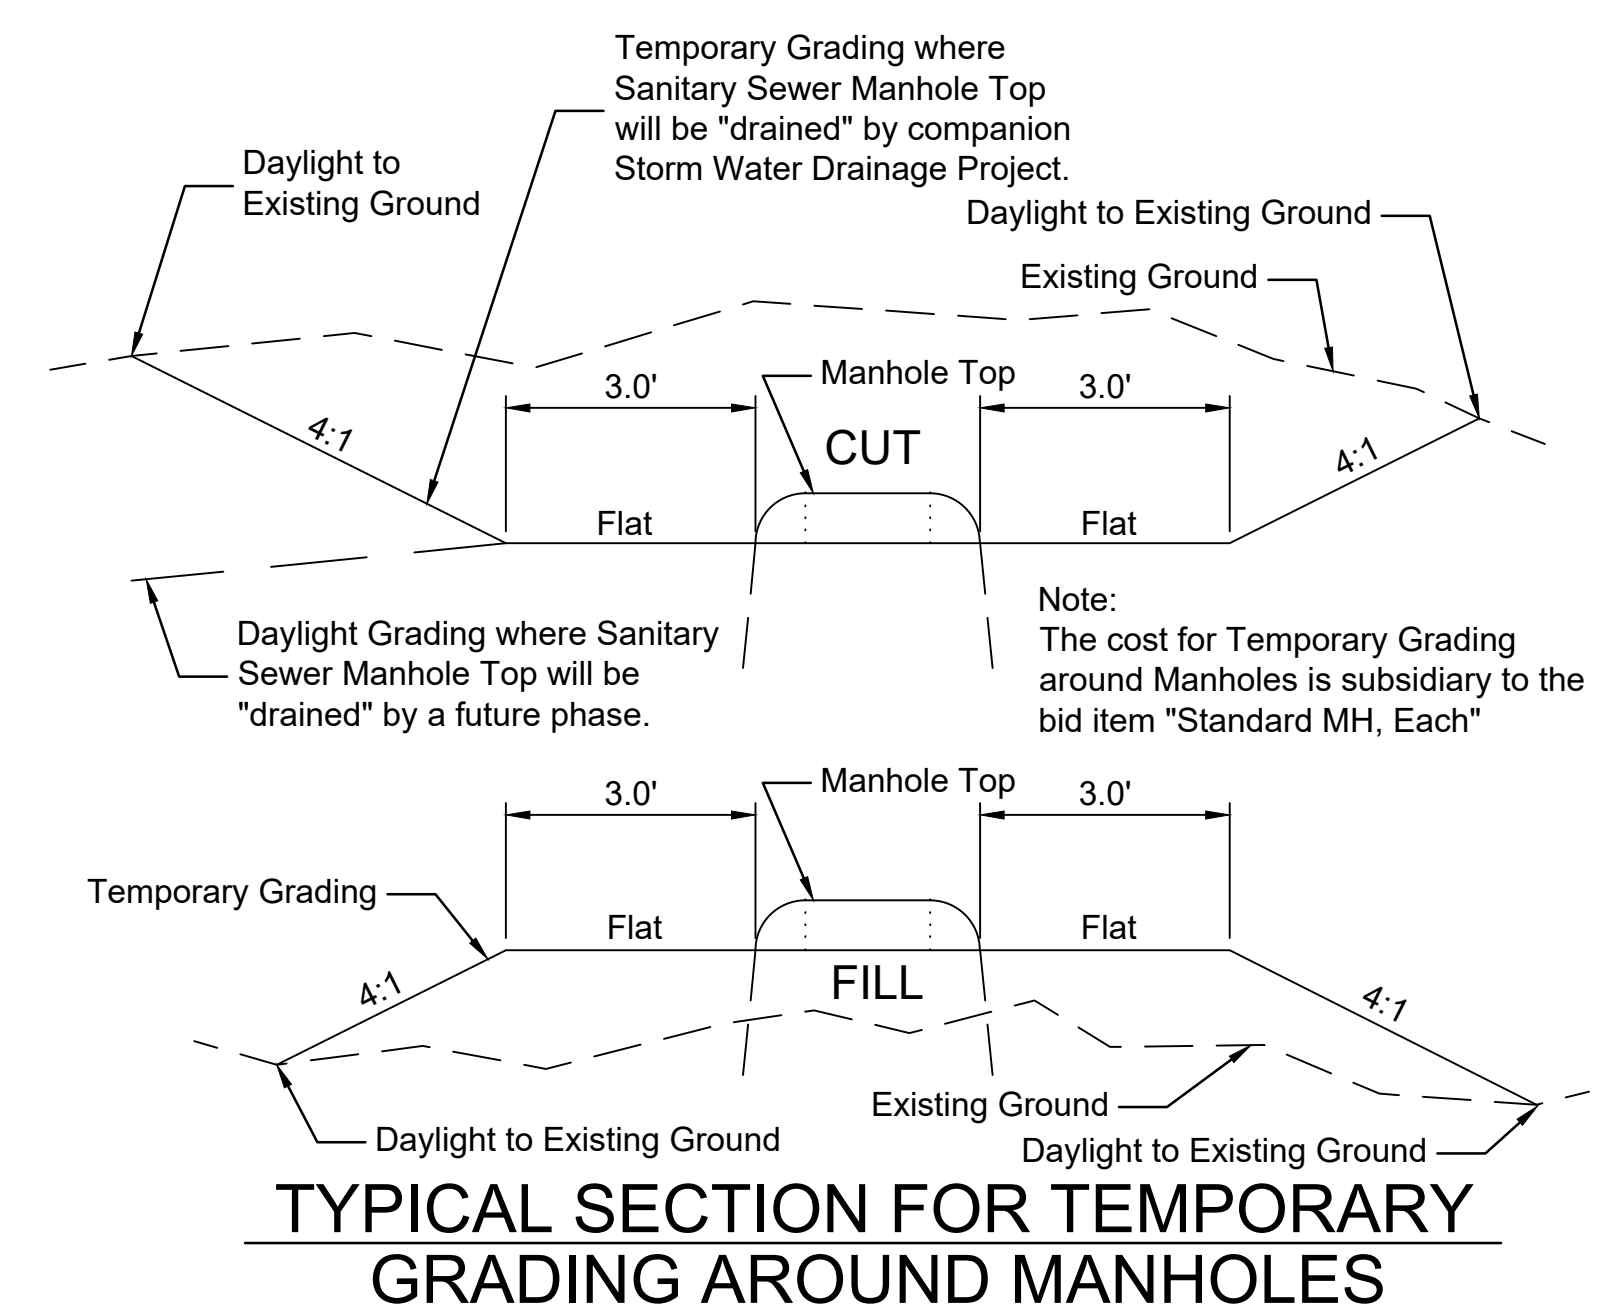 Temporary Grading where
Sanitary Sewer Manhole Top
will be "drained" by companion
Storm Water Drainage Project.
Daylight to
Existing Ground
Daylight to Existing Ground
Existing Ground
3.0'
Manhole Top
3.0'
4:1
CUT
4:1
Flat
Flat
Daylight Grading where Sanitary
Sewer Manhole Top will be
"drained" by a future phase.
Note:
The cost for Temporary Grading
around Manholes is subsidiary to the
bid item "Standard MH, Each"
3.0'
Manhole Top
3.0'
Temporary Grading
Flat
Flat
4:1
FILL
4:1
Existing Ground
Daylight to Existing Ground
Daylight to Existing Ground
TYPICAL SECTION FOR TEMPORARY
GRADING AROUND MANHOLES